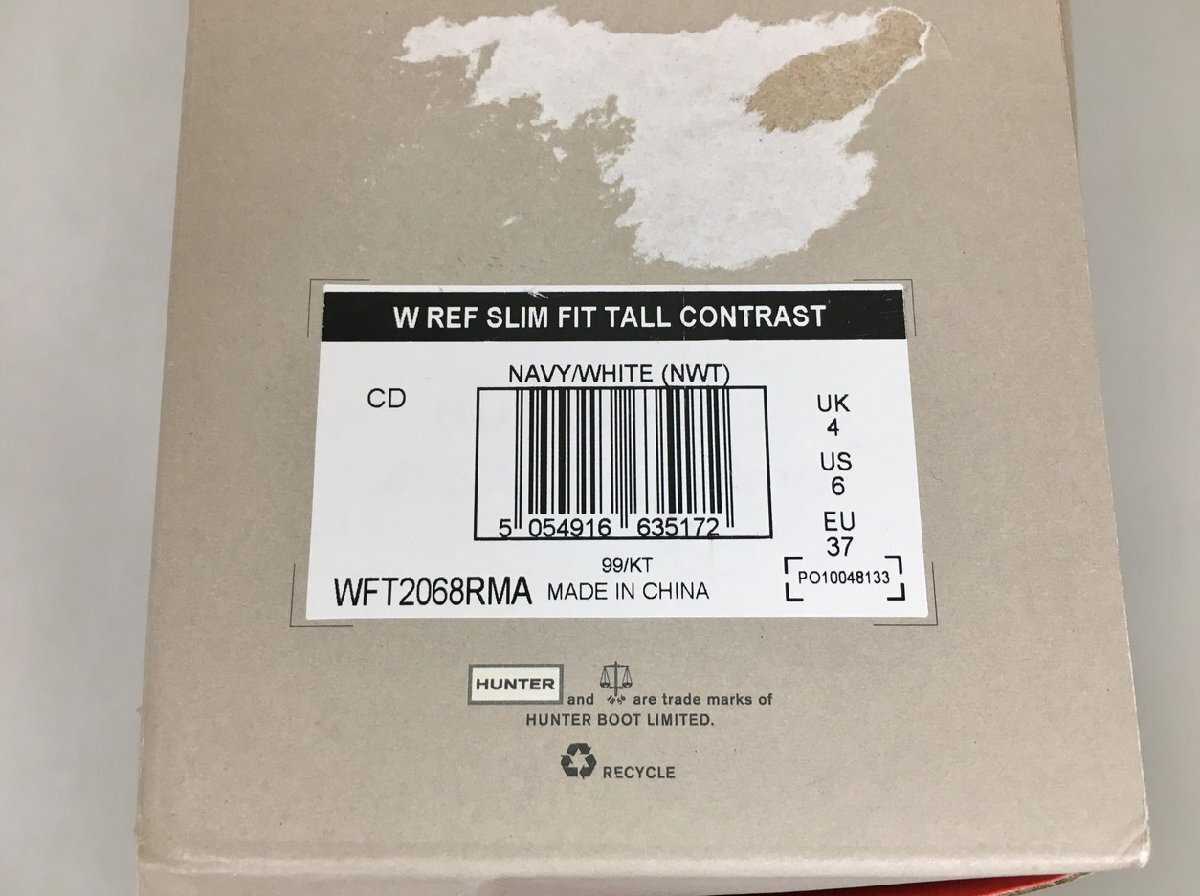 W REF SLIM FIT TALL CONTRAST
NAVY/WHITE (NWT)
CD
UK
4
US
6
EU
37
5 054916 635172
99/KT
PO10048133
WFT2068RMA MADE IN CHINA
HUNTER and are trade marks of
HUNTER BOOT LIMITED.
RECYCLE